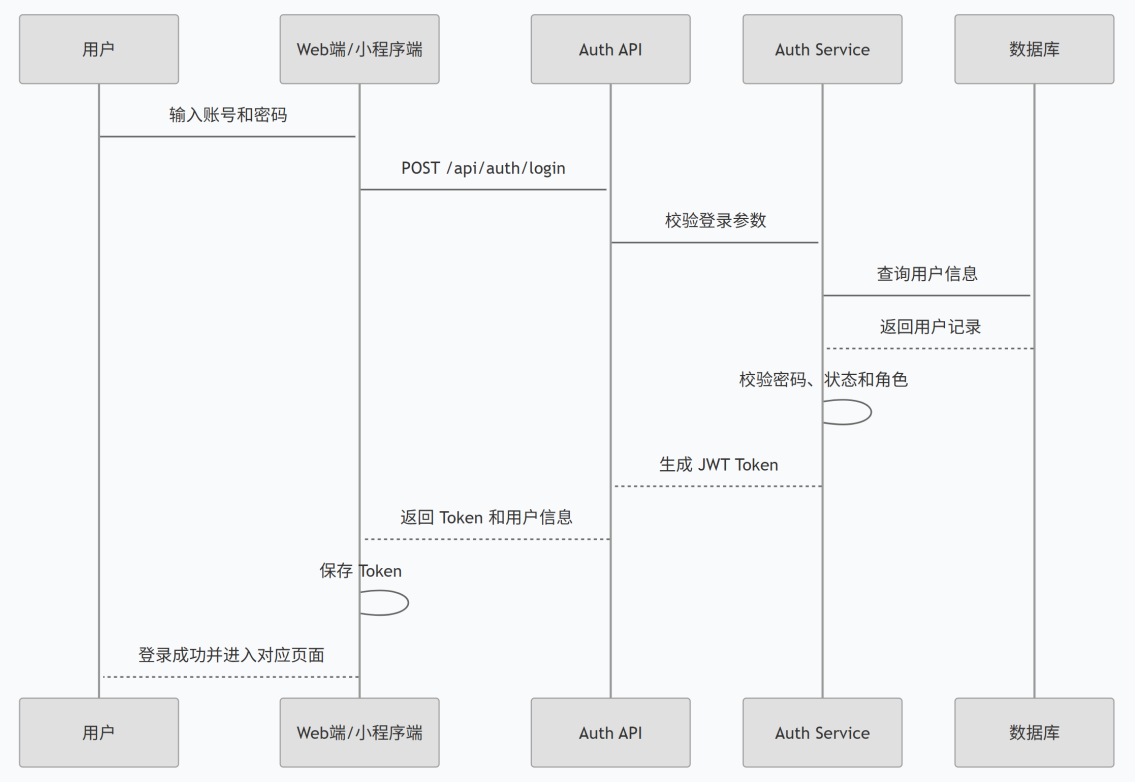 用户
Web端/小程序端
Auth API
Auth Service
数据库
输入账号和密码
POST /api/auth/login
校验登录参数
查询用户信息
返回用户记录
校验密码、状态和角色
生成 JWT Token
返回 Token 和用户信息
保存 Token
登录成功并进入对应页面
用户
Web端/小程序端
Auth API
Auth Service
数据库